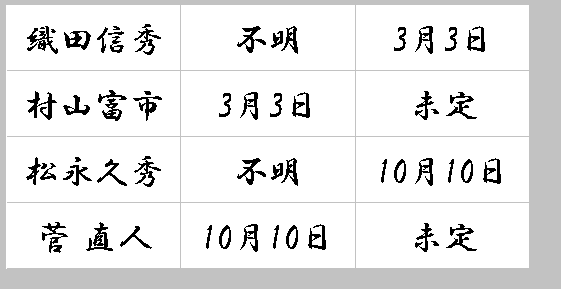 織田信秀 不明 3月3日
村山富市 3月3日 未定
松永久秀 不明 10月10日
菅 直人 10月10日 未定